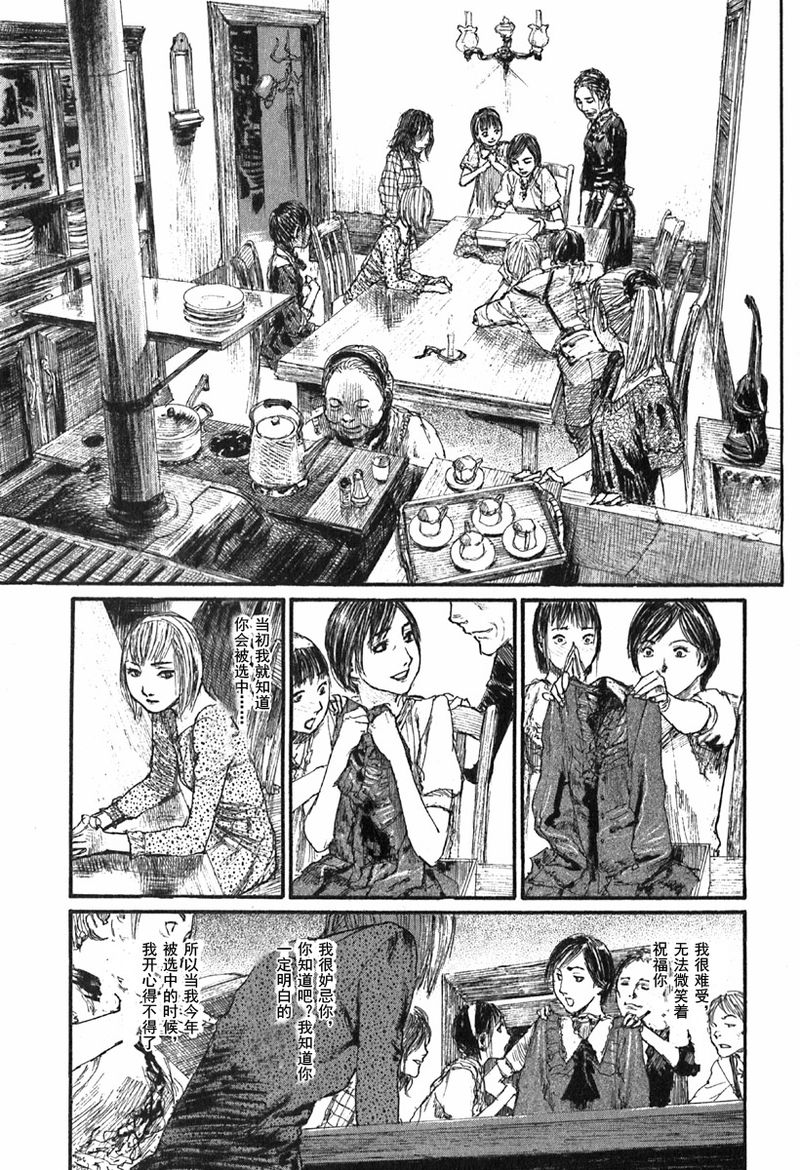 当初我就知道
你会被选中……
我很难受，
无法微笑着
祝福你
我很妒忌你，
你知道吧？我知道你
一定明白的
所以当我今年
被选中的时候，
我开心得不得了